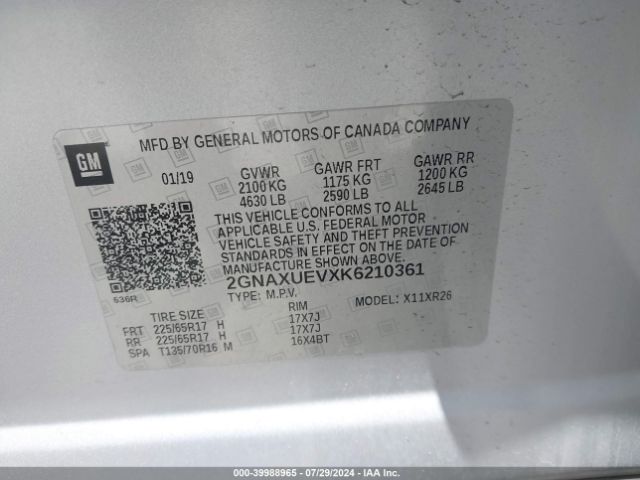 MFD BY GENERAL MOTORS OF CANADA COMPANY
GM
01/19 GVWR GAWR FRT GAWR RR
2100 KG 1175 KG 1200 KG
4630 LB 2590 LB 2645 LB
THIS VEHICLE CONFORMS TO ALL
APPLICABLE U.S. FEDERAL MOTOR
VEHICLE SAFETY AND THEFT PREVENTION
STANDARDS IN EFFECT ON THE DATE OF
MANUFACTURE SHOWN ABOVE.
2GNAXUEVXK6210361
636R
TYPE: M.P.V. MODEL: X11XR26
TIRE SIZE RIM
FRT 225/65R17 H 17X7J
RR 225/65R17 H 17X7J
SPA T135/70R16 M 16X4BT
000-39988965 / 07/29/2024 / IAA Inc.